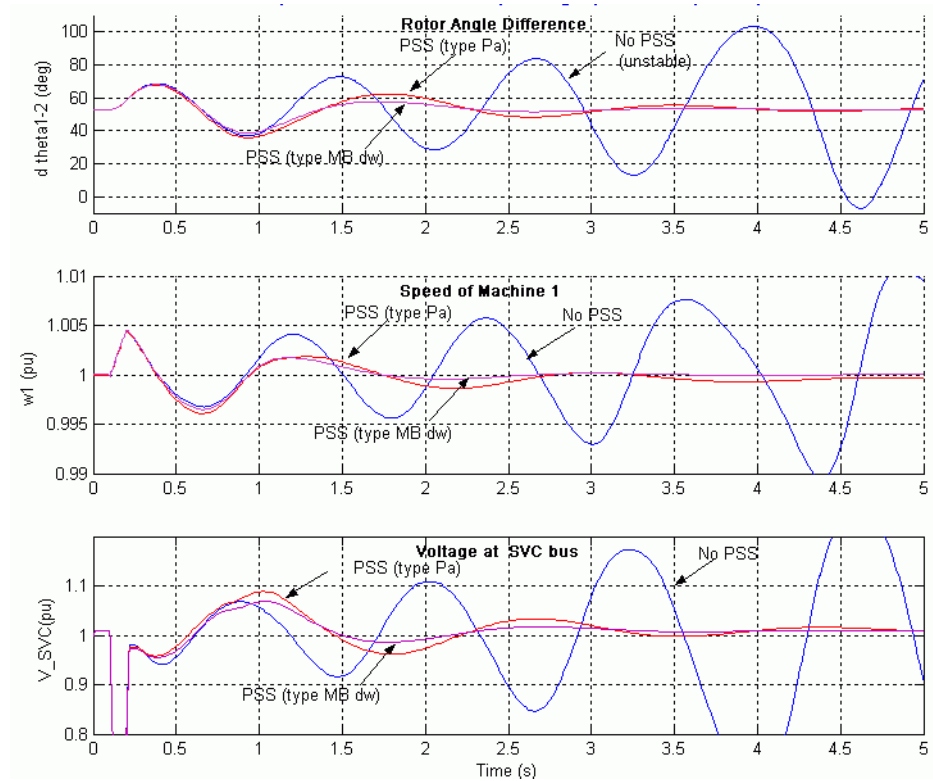 Rotor Angle Difference
PSS (type Pa)
No PSS
(unstable)
PSS (type MB dw)
d theta1-2 (deg)
100
80
60
40
20
0
0 0.5 1 1.5 2 2.5 3 3.5 4 4.5 5
Speed of Machine 1
PSS (type Pa)
No PSS
PSS (type MB dw)
w1 (pu)
1.01
1.005
1
0.995
0.99
0 0.5 1 1.5 2 2.5 3 3.5 4 4.5 5
Voltage at SVC bus
PSS (type Pa)
No PSS
PSS (type MB dw)
V_SVC(pu)
1.1
1
0.9
0.8
0 0.5 1 1.5 2 2.5 3 3.5 4 4.5 5
Time (s)